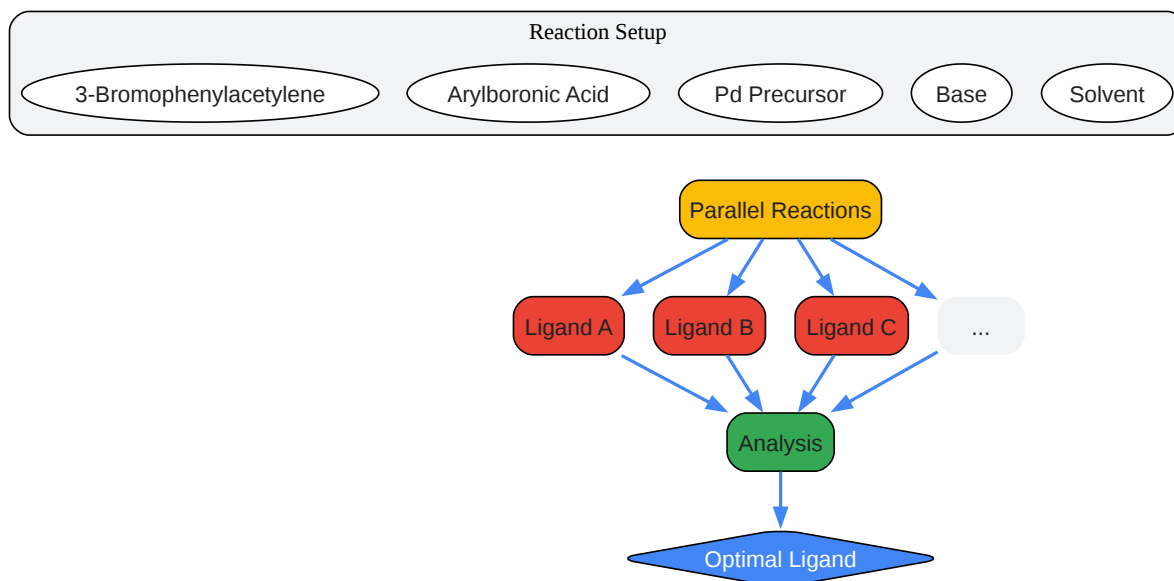 Reaction Setup
3-Bromophenylacetylene
Arylboronic Acid
Pd Precursor
Base
Solvent
Parallel Reactions
Ligand A
Ligand B
Ligand C
...
Analysis
Optimal Ligand